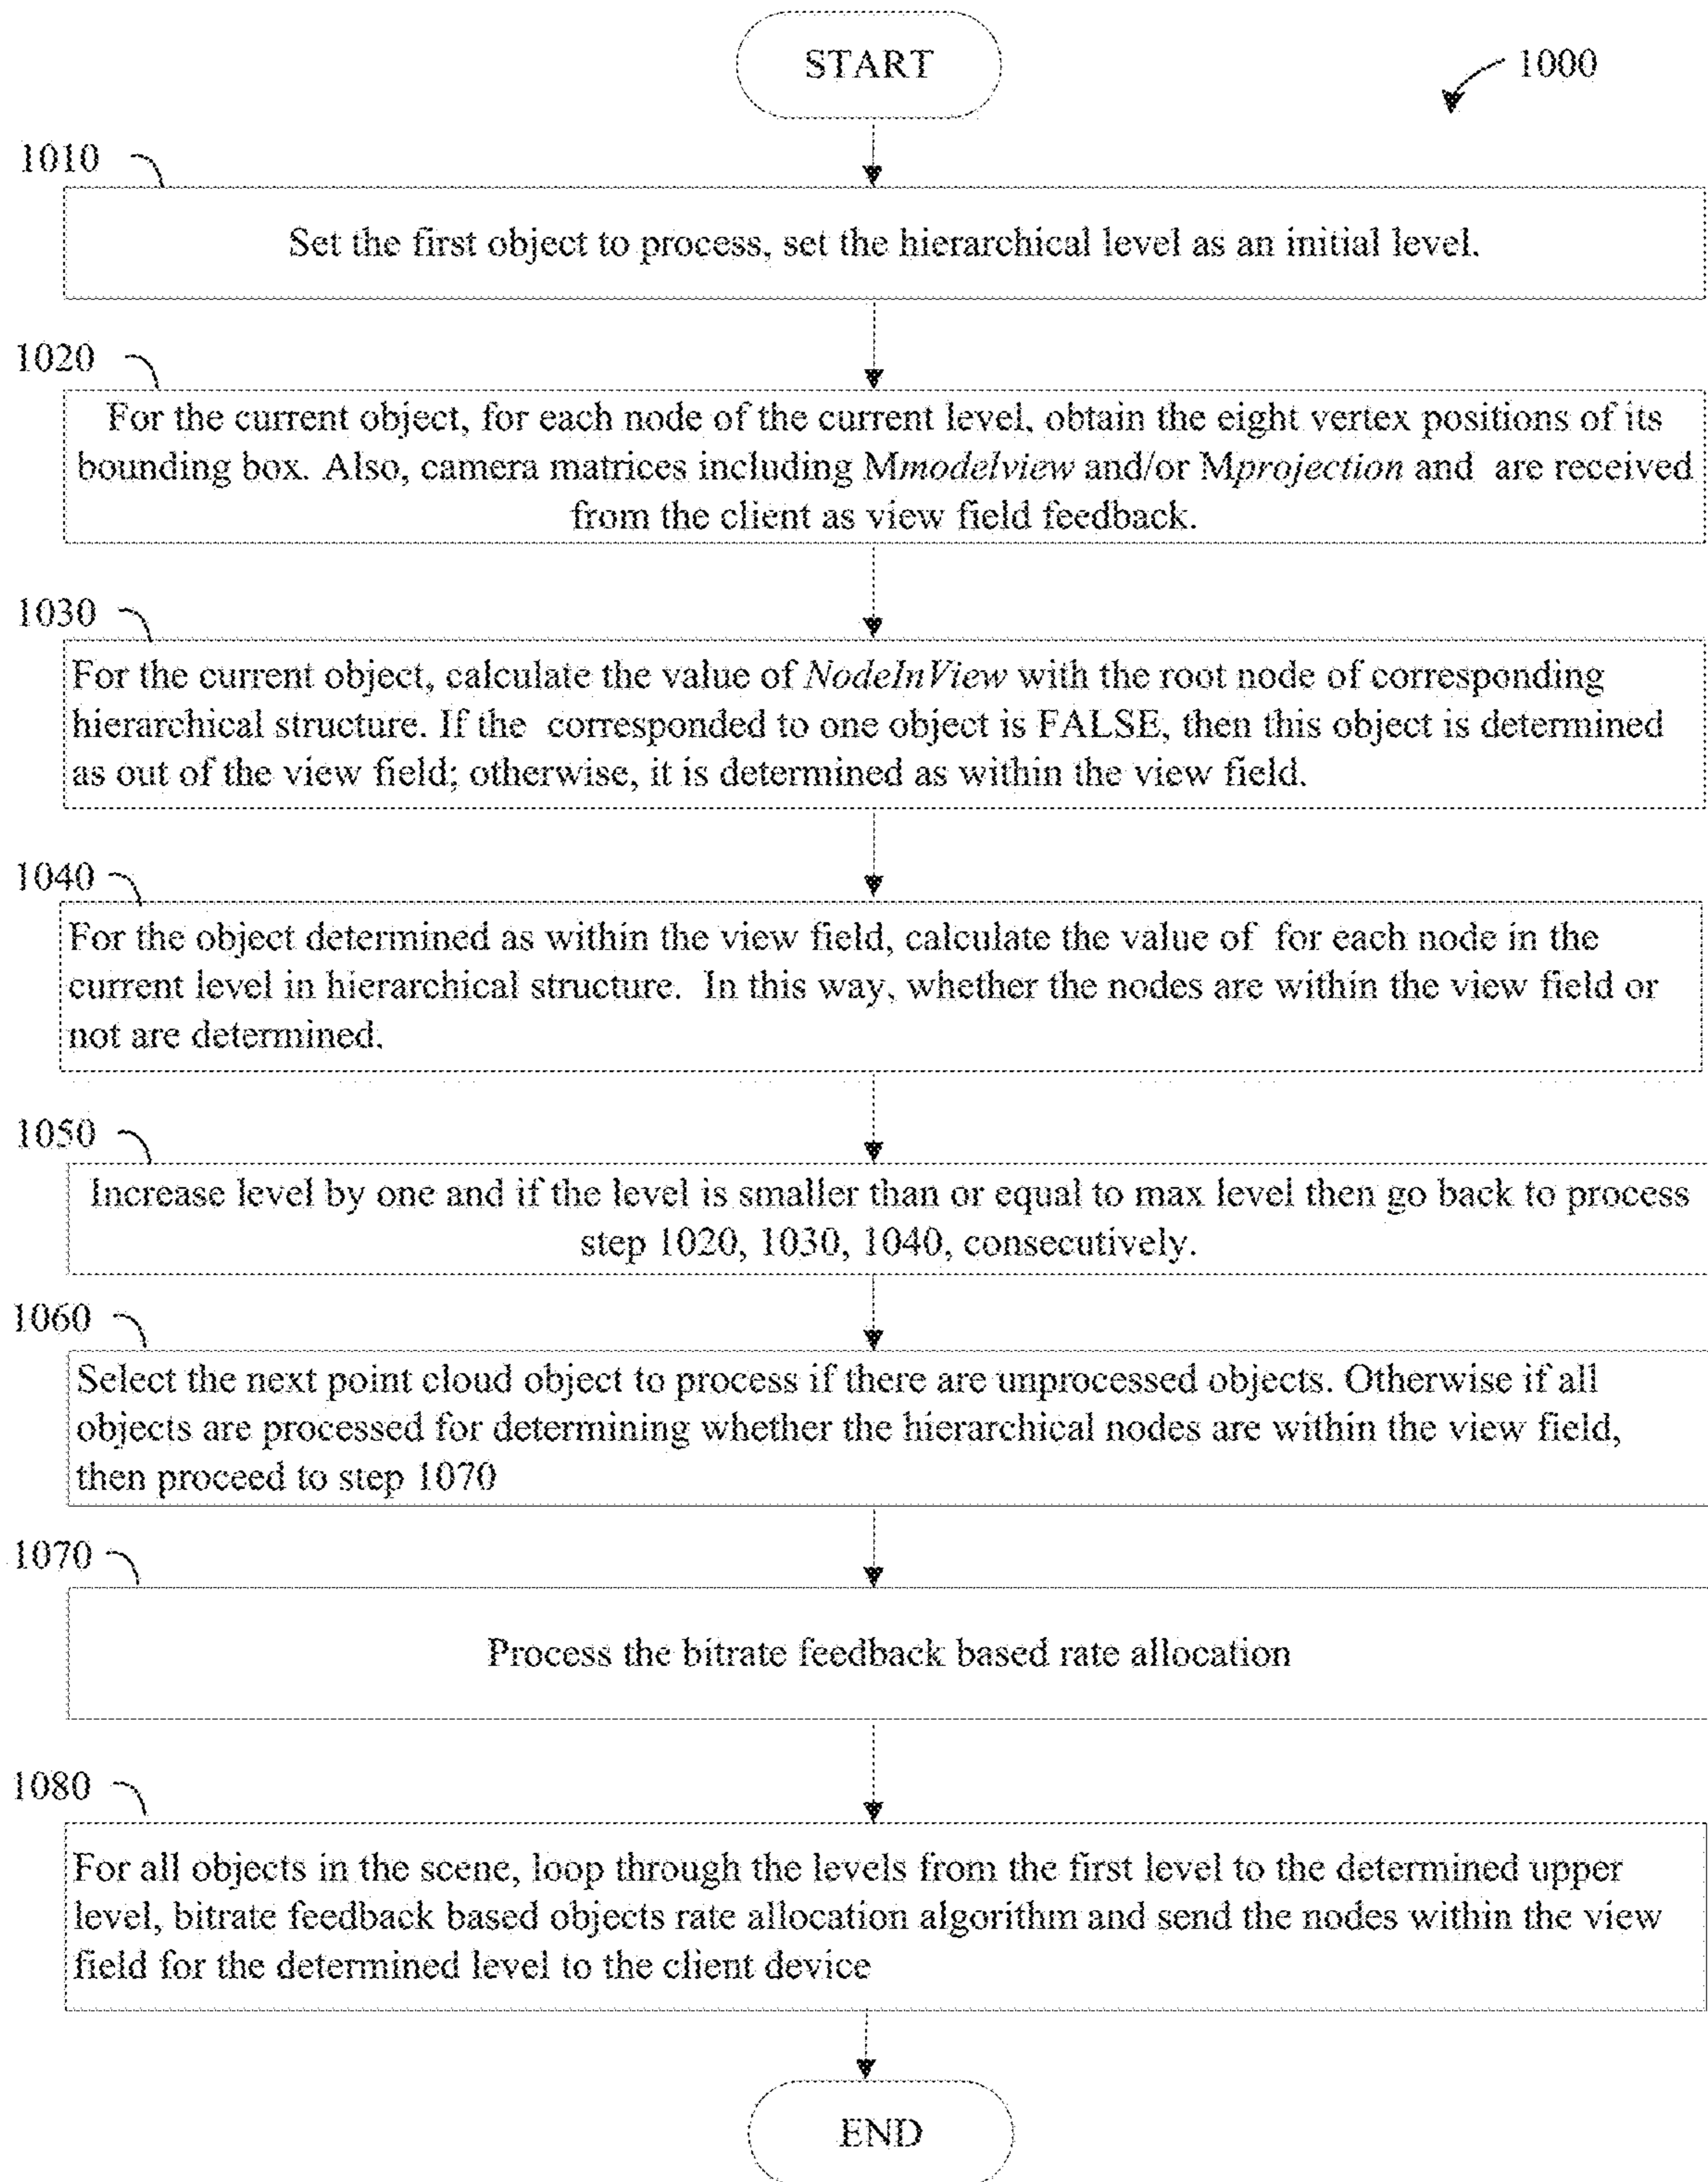 START
1000
1010
Set the first object to process, set the hierarchical level as an initial level.
1020
For the current object, for each node of the current level, obtain the eight vertex positions of its
bounding box. Also, camera matrices including Mmodelview and/or Mprojection and are received
from the client as view field feedback.
1030
For the current object, calculate the value of NodeInView with the root node of corresponding
hierarchical structure. If the corresponded to one object is FALSE, then this object is determined
as out of the view field; otherwise, it is determined as within the view field.
1040
For the object determined as within the view field, calculate the value of for each node in the
current level in hierarchical structure. In this way, whether the nodes are within the view field or
not are determined.
1050
Increase level by one and if the level is smaller than or equal to max level then go back to process
step 1020, 1030, 1040, consecutively.
1060
Select the next point cloud object to process if there are unprocessed objects. Otherwise if all
objects are processed for determining whether the hierarchical nodes are within the view field,
then proceed to step 1070
1070
Process the bitrate feedback based rate allocation
1080
For all objects in the scene, loop through the levels from the first level to the determined upper
level, bitrate feedback based objects rate allocation algorithm and send the nodes within the view
field for the determined level to the client device
END